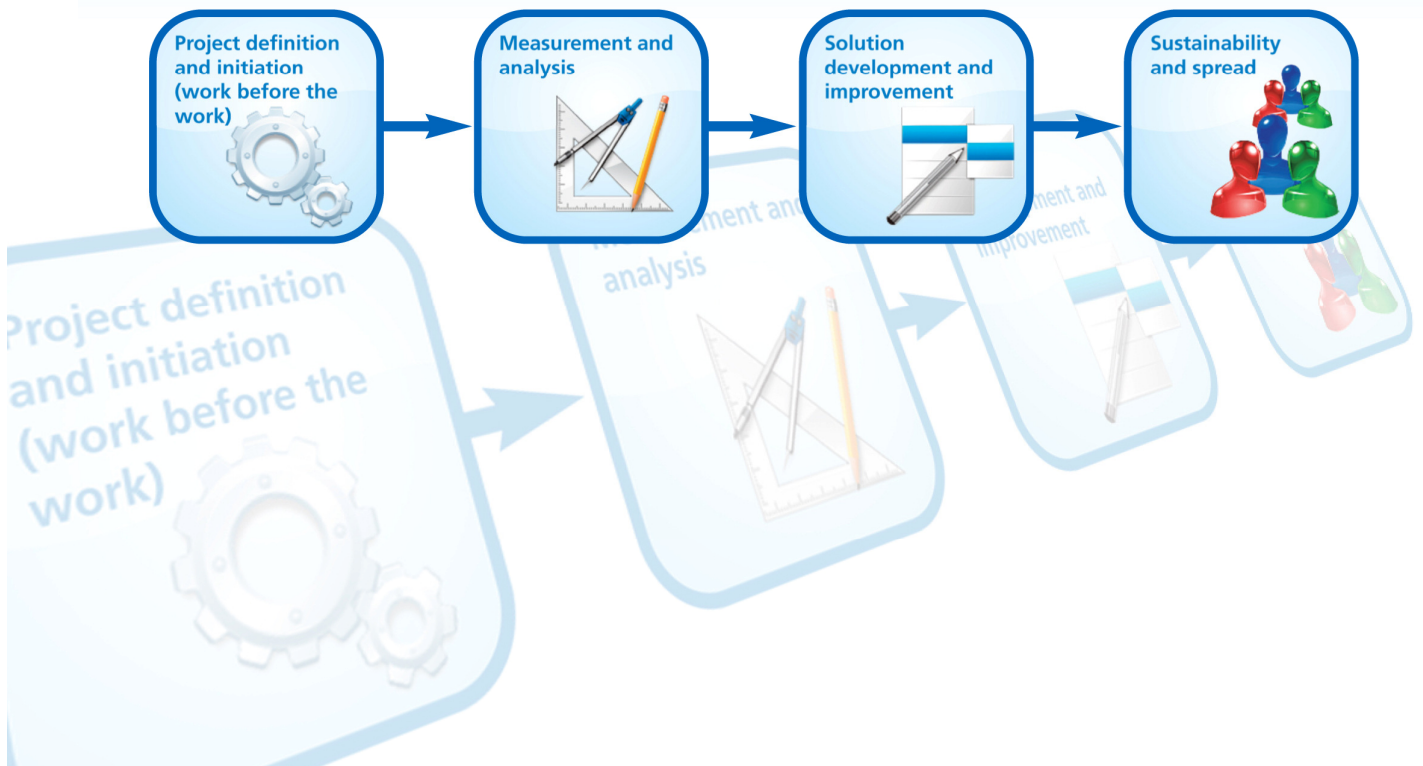 Project definition
and initiation
(work before the
work)
Measurement and
analysis
Solution
development and
improvement
Sustainability
and spread
Project definition
and initiation
(work before the
work)
analysis
improvement